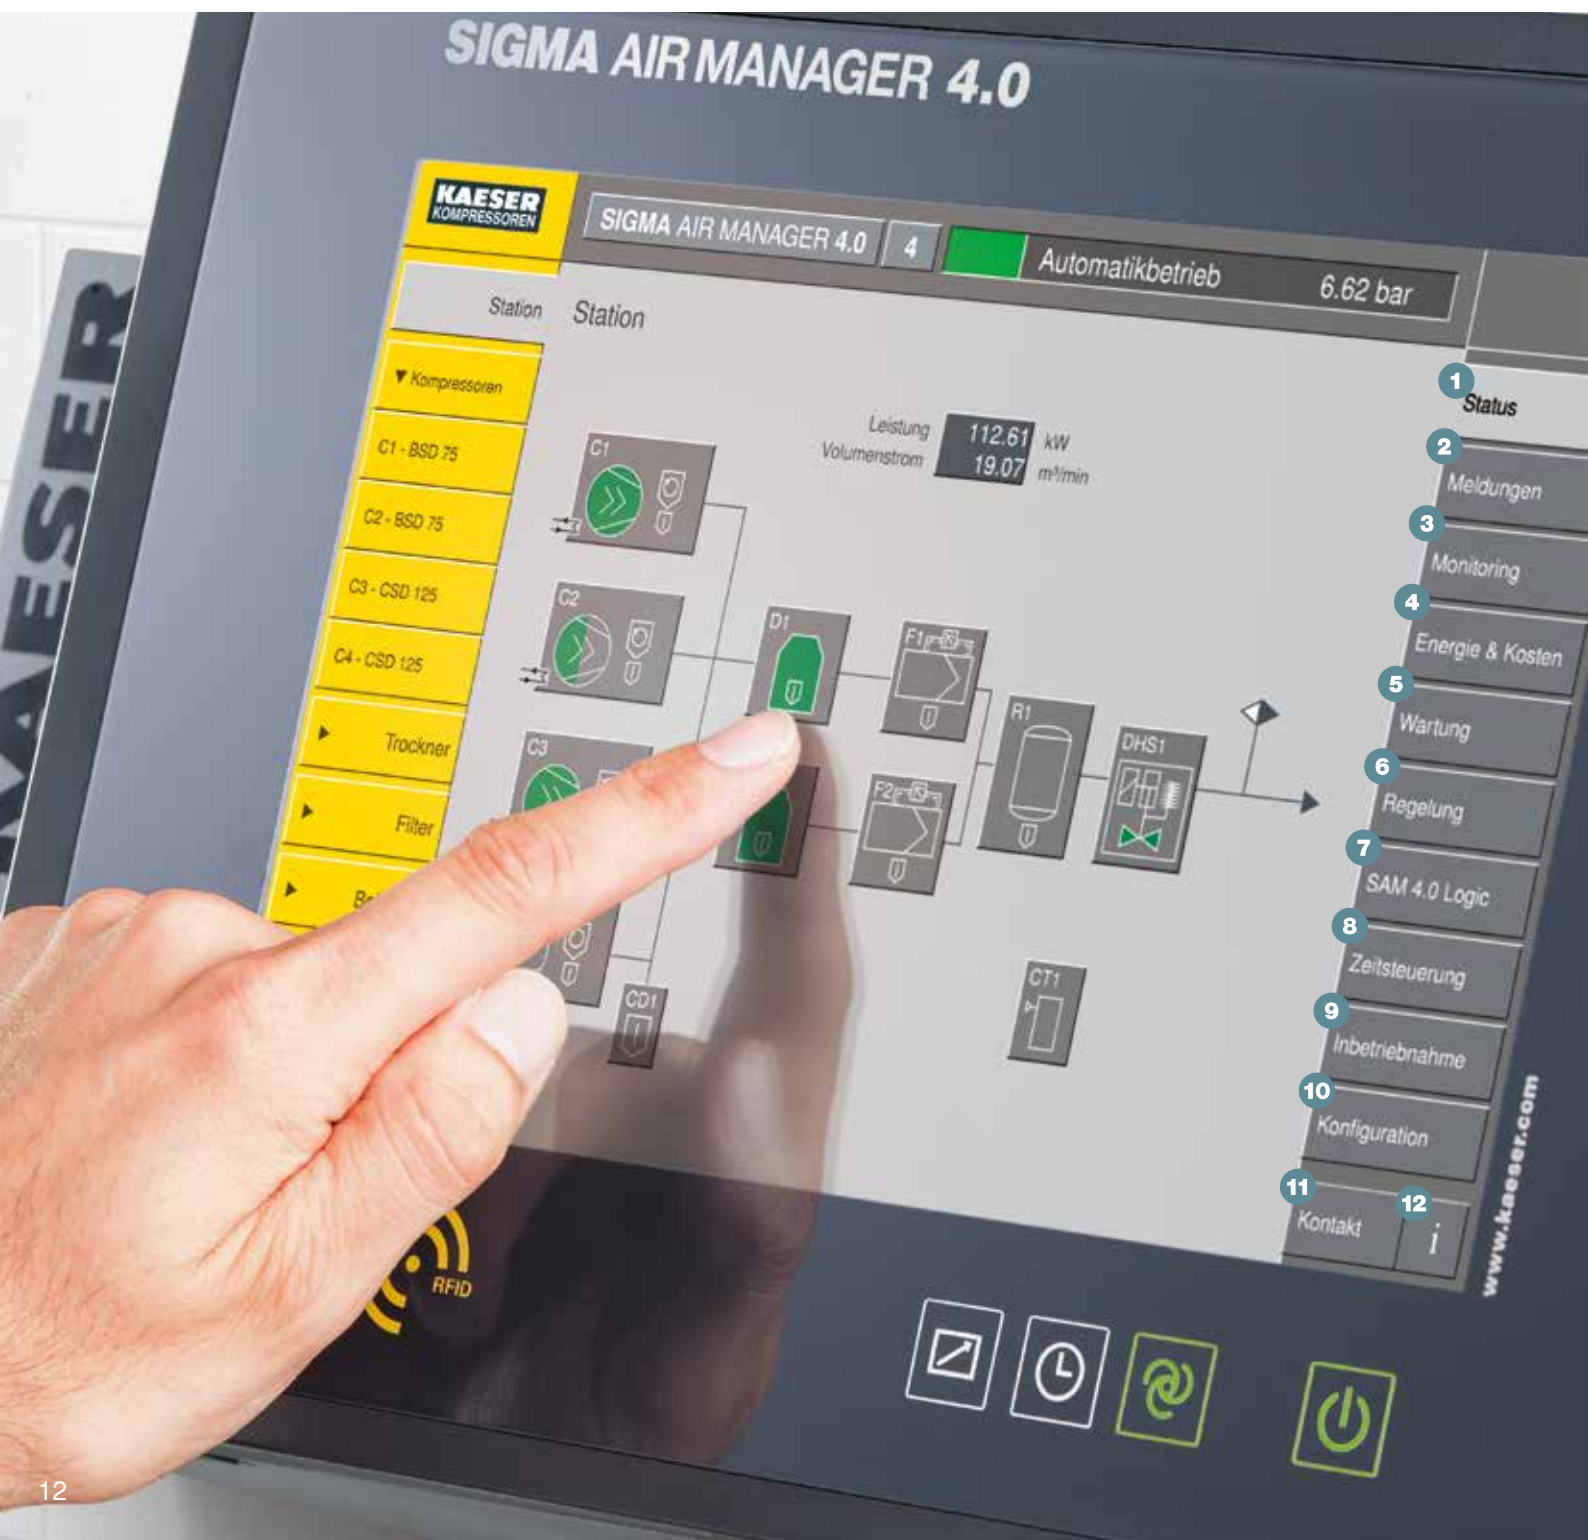 SIGMA AIR MANAGER 4.0
KAESER
KOMPRESSOREN
SIGMA AIR MANAGER 4.0
4
Automatikbetrieb
6.62 bar
Station
Station
▼ Kompressoren
C1 - BSD 75
C2 - BSD 75
C3 - CSD 125
C4 - CSD 125
Trockner
Filter
Leistung 112.61 kW
Volumenstrom 19.07 m³/min
C1
C2
C3
D1
F1
F2
R1
DHS1
CD1
CT1
1
Status
2
Meldungen
3
Monitoring
4
Energie & Kosten
5
Wartung
6
Regelung
7
SAM 4.0 Logic
8
Zeitsteuerung
9
Inbetriebnahme
10
Konfiguration
11
Kontakt
12
i
www.kaeser.com
RFID
KAESER
12